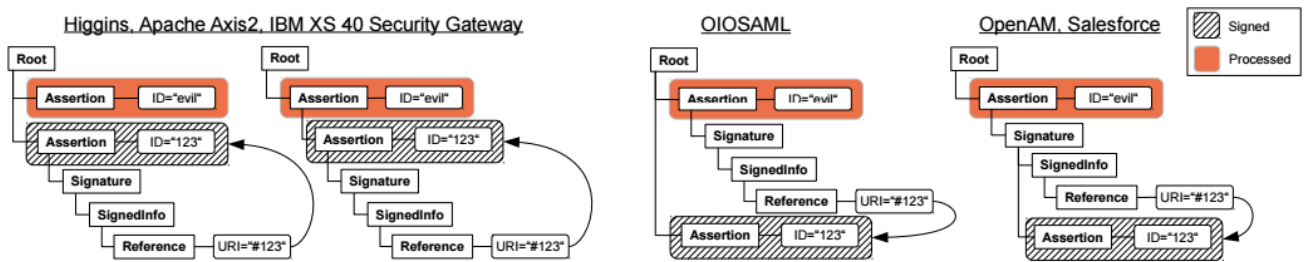 Higgins, Apache Axis2, IBM XS 40 Security Gateway
Root
Assertion ID="evil"
Assertion ID="123"
Signature
SignedInfo
Reference URI="#123"
Root
Assertion ID="evil"
Assertion ID="123"
Signature
SignedInfo
Reference URI="#123"
OIOSAML
Root
Assertion ID="evil"
Signature
SignedInfo
Reference URI="#123"
Assertion ID="123"
OpenAM, Salesforce
Root
Assertion ID="evil"
Signature
SignedInfo
Reference URI="#123"
Assertion ID="123"
Signed
Processed